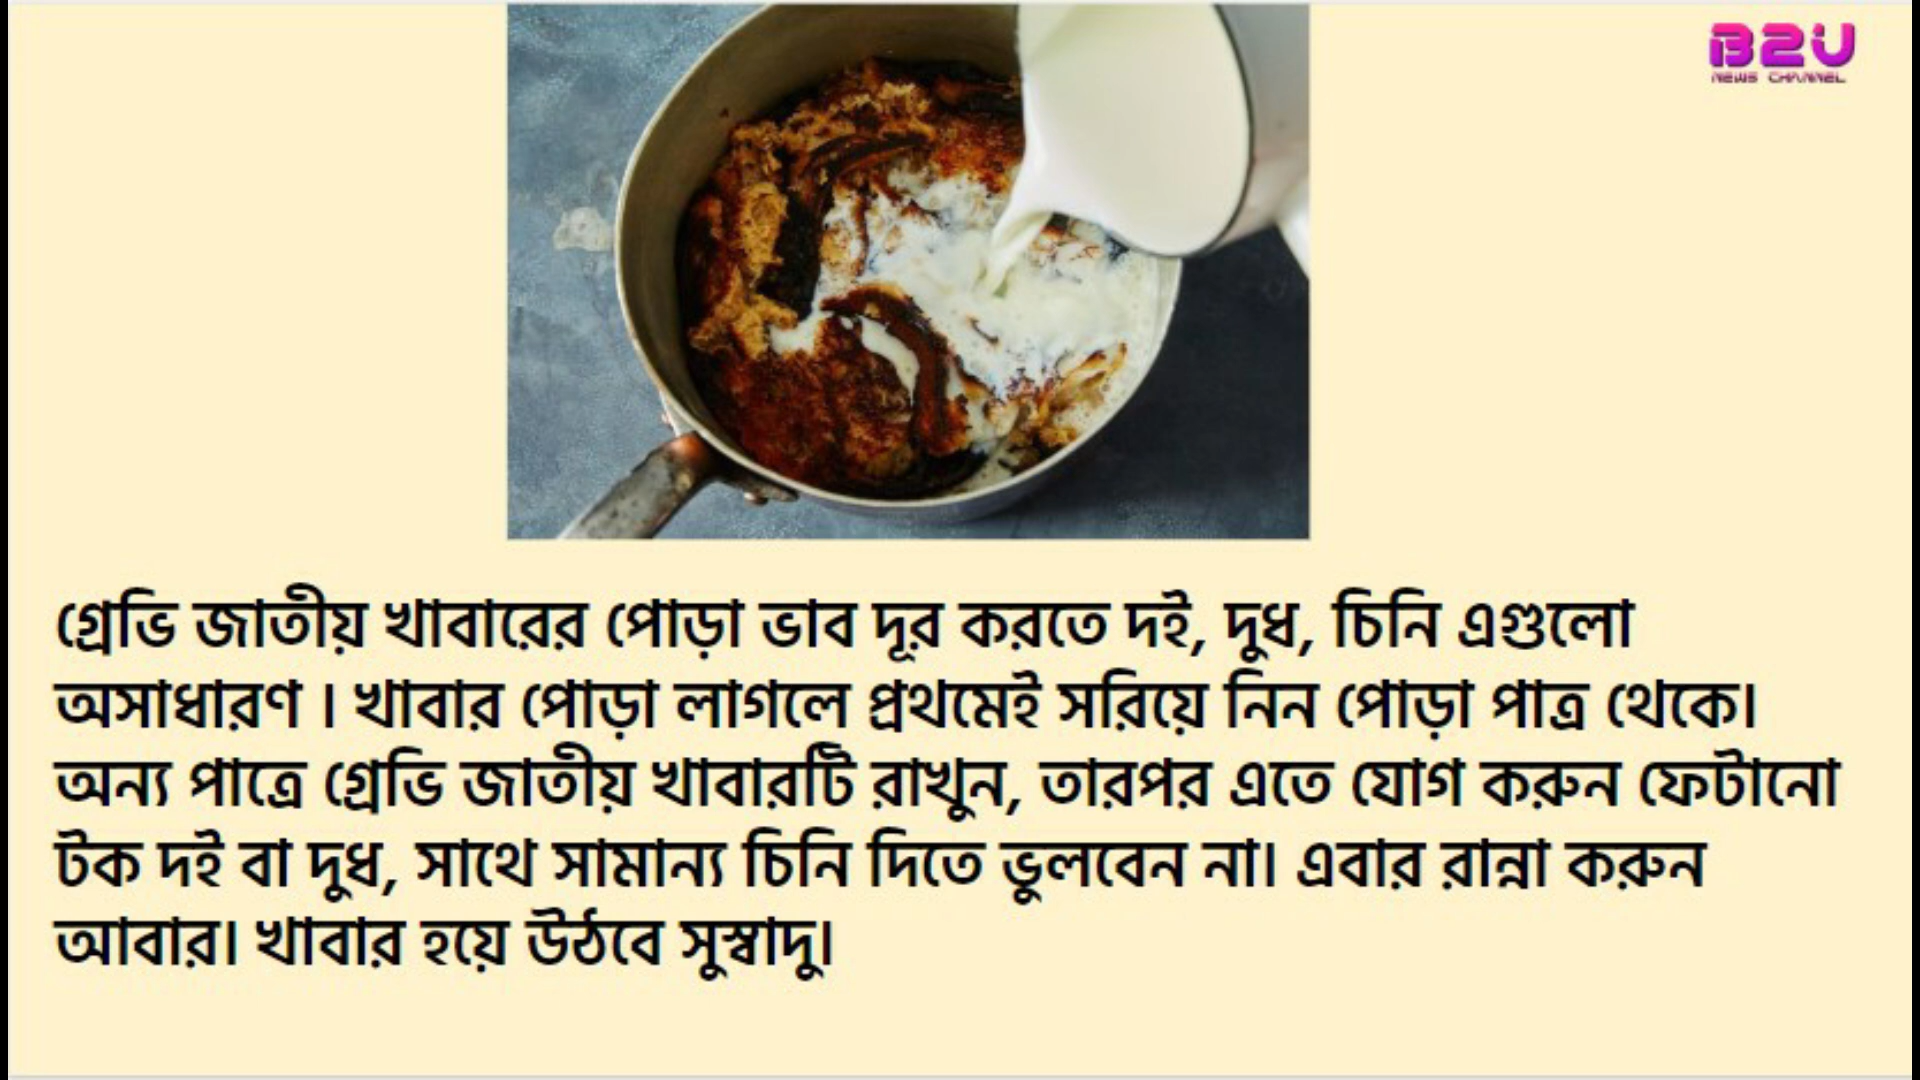 B2U
NEWS CHANNEL
গ্রেভি জাতীয় খাবারের পোড়া ভাব দূর করতে দই, দুধ, চিনি এগুলো
অসাধারণ । খাবার পোড়া লাগলে প্রথমেই সরিয়ে নিন পোড়া পাত্র থেকে।
অন্য পাত্রে গ্রেভি জাতীয় খাবারটি রাখুন, তারপর এতে যোগ করুন ফেটানো
টক দই বা দুধ, সাথে সামান্য চিনি দিতে ভুলবেন না। এবার রান্না করুন
আবার। খাবার হয়ে উঠবে সুস্বাদু।